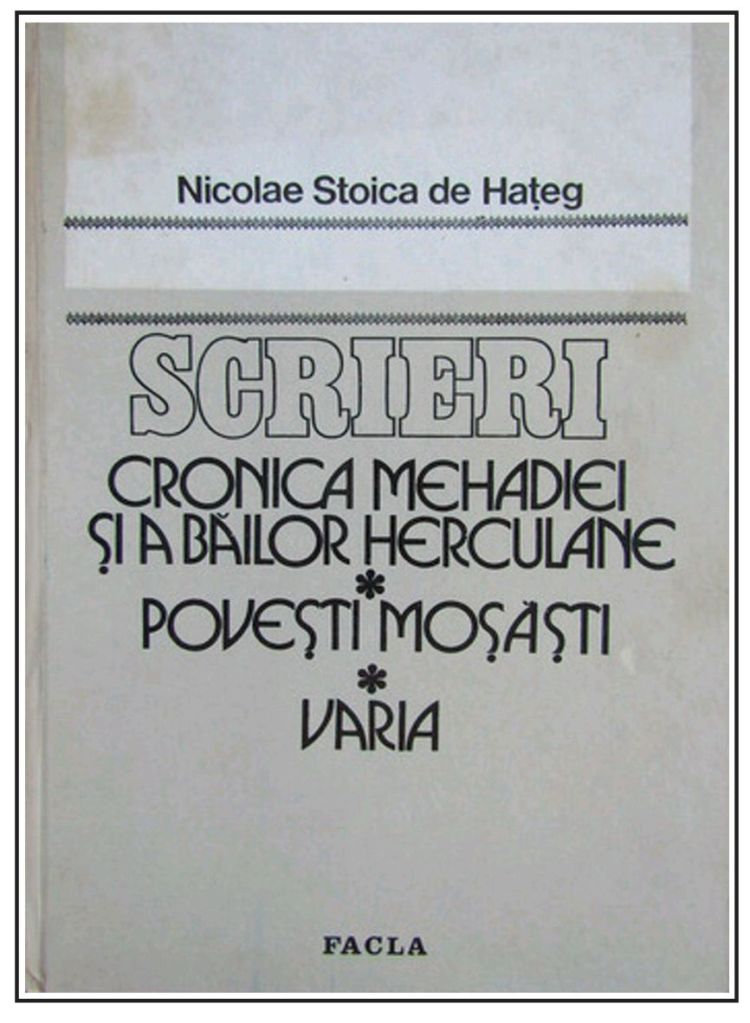 Nicolae Stoica de Hațeg
SCRIERI
CRONICA MEHADIEI
ȘI A BĂILOR HERCULANE
*
POVEȘTI MOȘĂȘTI
*
VARIA
FACLA